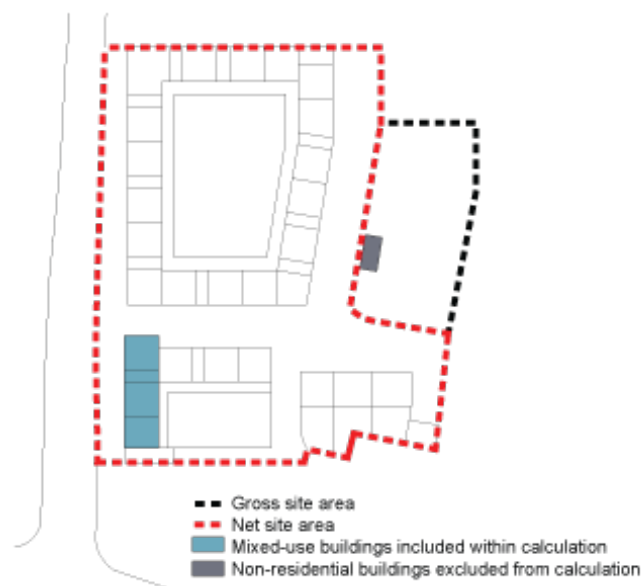 Gross site area
Net site area
Mixed-use buildings included within calculation
Non-residential buildings excluded from calculation